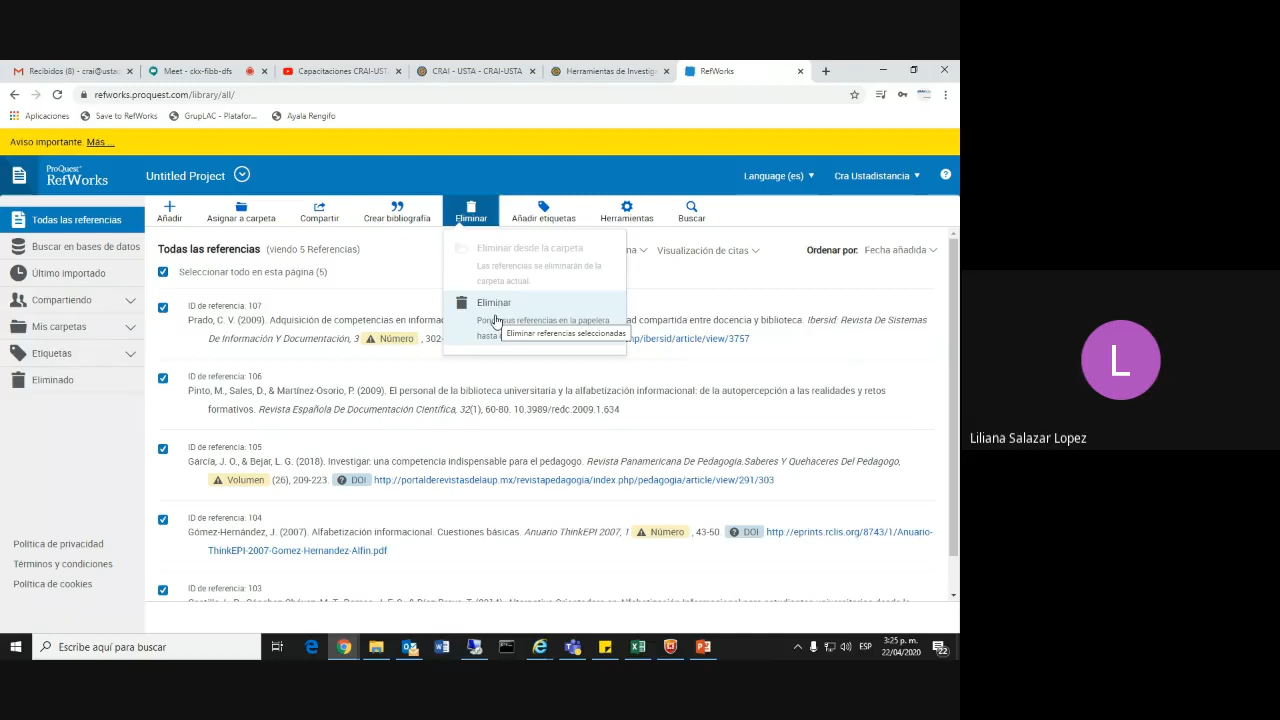 Recibidos (8) - crai@usta
Meet - ckx-fibb-dfs
Capacitaciones CRAI-UST
CRAI - USTA - CRAI-USTA
Herramientas de Investig
RefWorks
refworks.proquest.com/library/all/
Aplicaciones
Save to RefWorks
GrupLAC - Platafor...
Ayala Rengifo
Aviso importante. Más ...
ProQuest
RefWorks
Untitled Project
Language (es)
Cra Ustadistancia
Todas las referencias
Buscar en bases de datos
Último importado
Compartiendo
Mis carpetas
Etiquetas
Eliminado
Política de privacidad
Términos y condiciones
Política de cookies
Añadir
Asignar a carpeta
Compartir
Crear bibliografía
Eliminar
Añadir etiquetas
Herramientas
Buscar
Todas las referencias (viendo 5 Referencias)
na
Visualización de citas
Ordenar por: Fecha añadida
Seleccionar todo en esta página (5)
Eliminar desde la carpeta
Las referencias se eliminarán de la
carpeta actual.
Eliminar
sus referencias en la papelera
hasta
Eliminar referencias seleccionadas
ID de referencia: 107
Prado, C. V. (2009). Adquisición de competencias en informac
ad compartida entre docencia y biblioteca. Ibersid: Revista De Sistemas
De Información Y Documentación, 3 Número , 302-
hp/ibersid/article/view/3757
ID de referencia: 106
Pinto, M., Sales, D., & Martínez-Osorio, P. (2009). El personal de la biblioteca universitaria y la alfabetización informacional: de la autopercepción a las realidades y retos
formativos. Revista Española De Documentación Científica, 32(1), 60-80. 10.3989/redc.2009.1.634
ID de referencia: 105
García, J. O., & Bejar, L. G. (2018). Investigar: una competencia indispensable para el pedagogo. Revista Panamericana De Pedagogia.Saberes Y Quehaceres Del Pedagogo,
Volumen (26), 209-223. DOI http://portalderevistasdelaup.mx/revistapedagogia/index.php/pedagogia/article/view/291/303
ID de referencia: 104
Gómez-Hernández, J. (2007). Alfabetización informacional. Cuestiones básicas. Anuario ThinkEPI 2007, 1 Número , 43-50. DOI http://eprints.rclis.org/8743/1/Anuario-
ThinkEPI-2007-Gomez-Hernandez-Alfin.pdf
ID de referencia: 103
Liliana Salazar Lopez
L
Escribe aquí para buscar
ESP
3:25 p. m.
22/04/2020
22